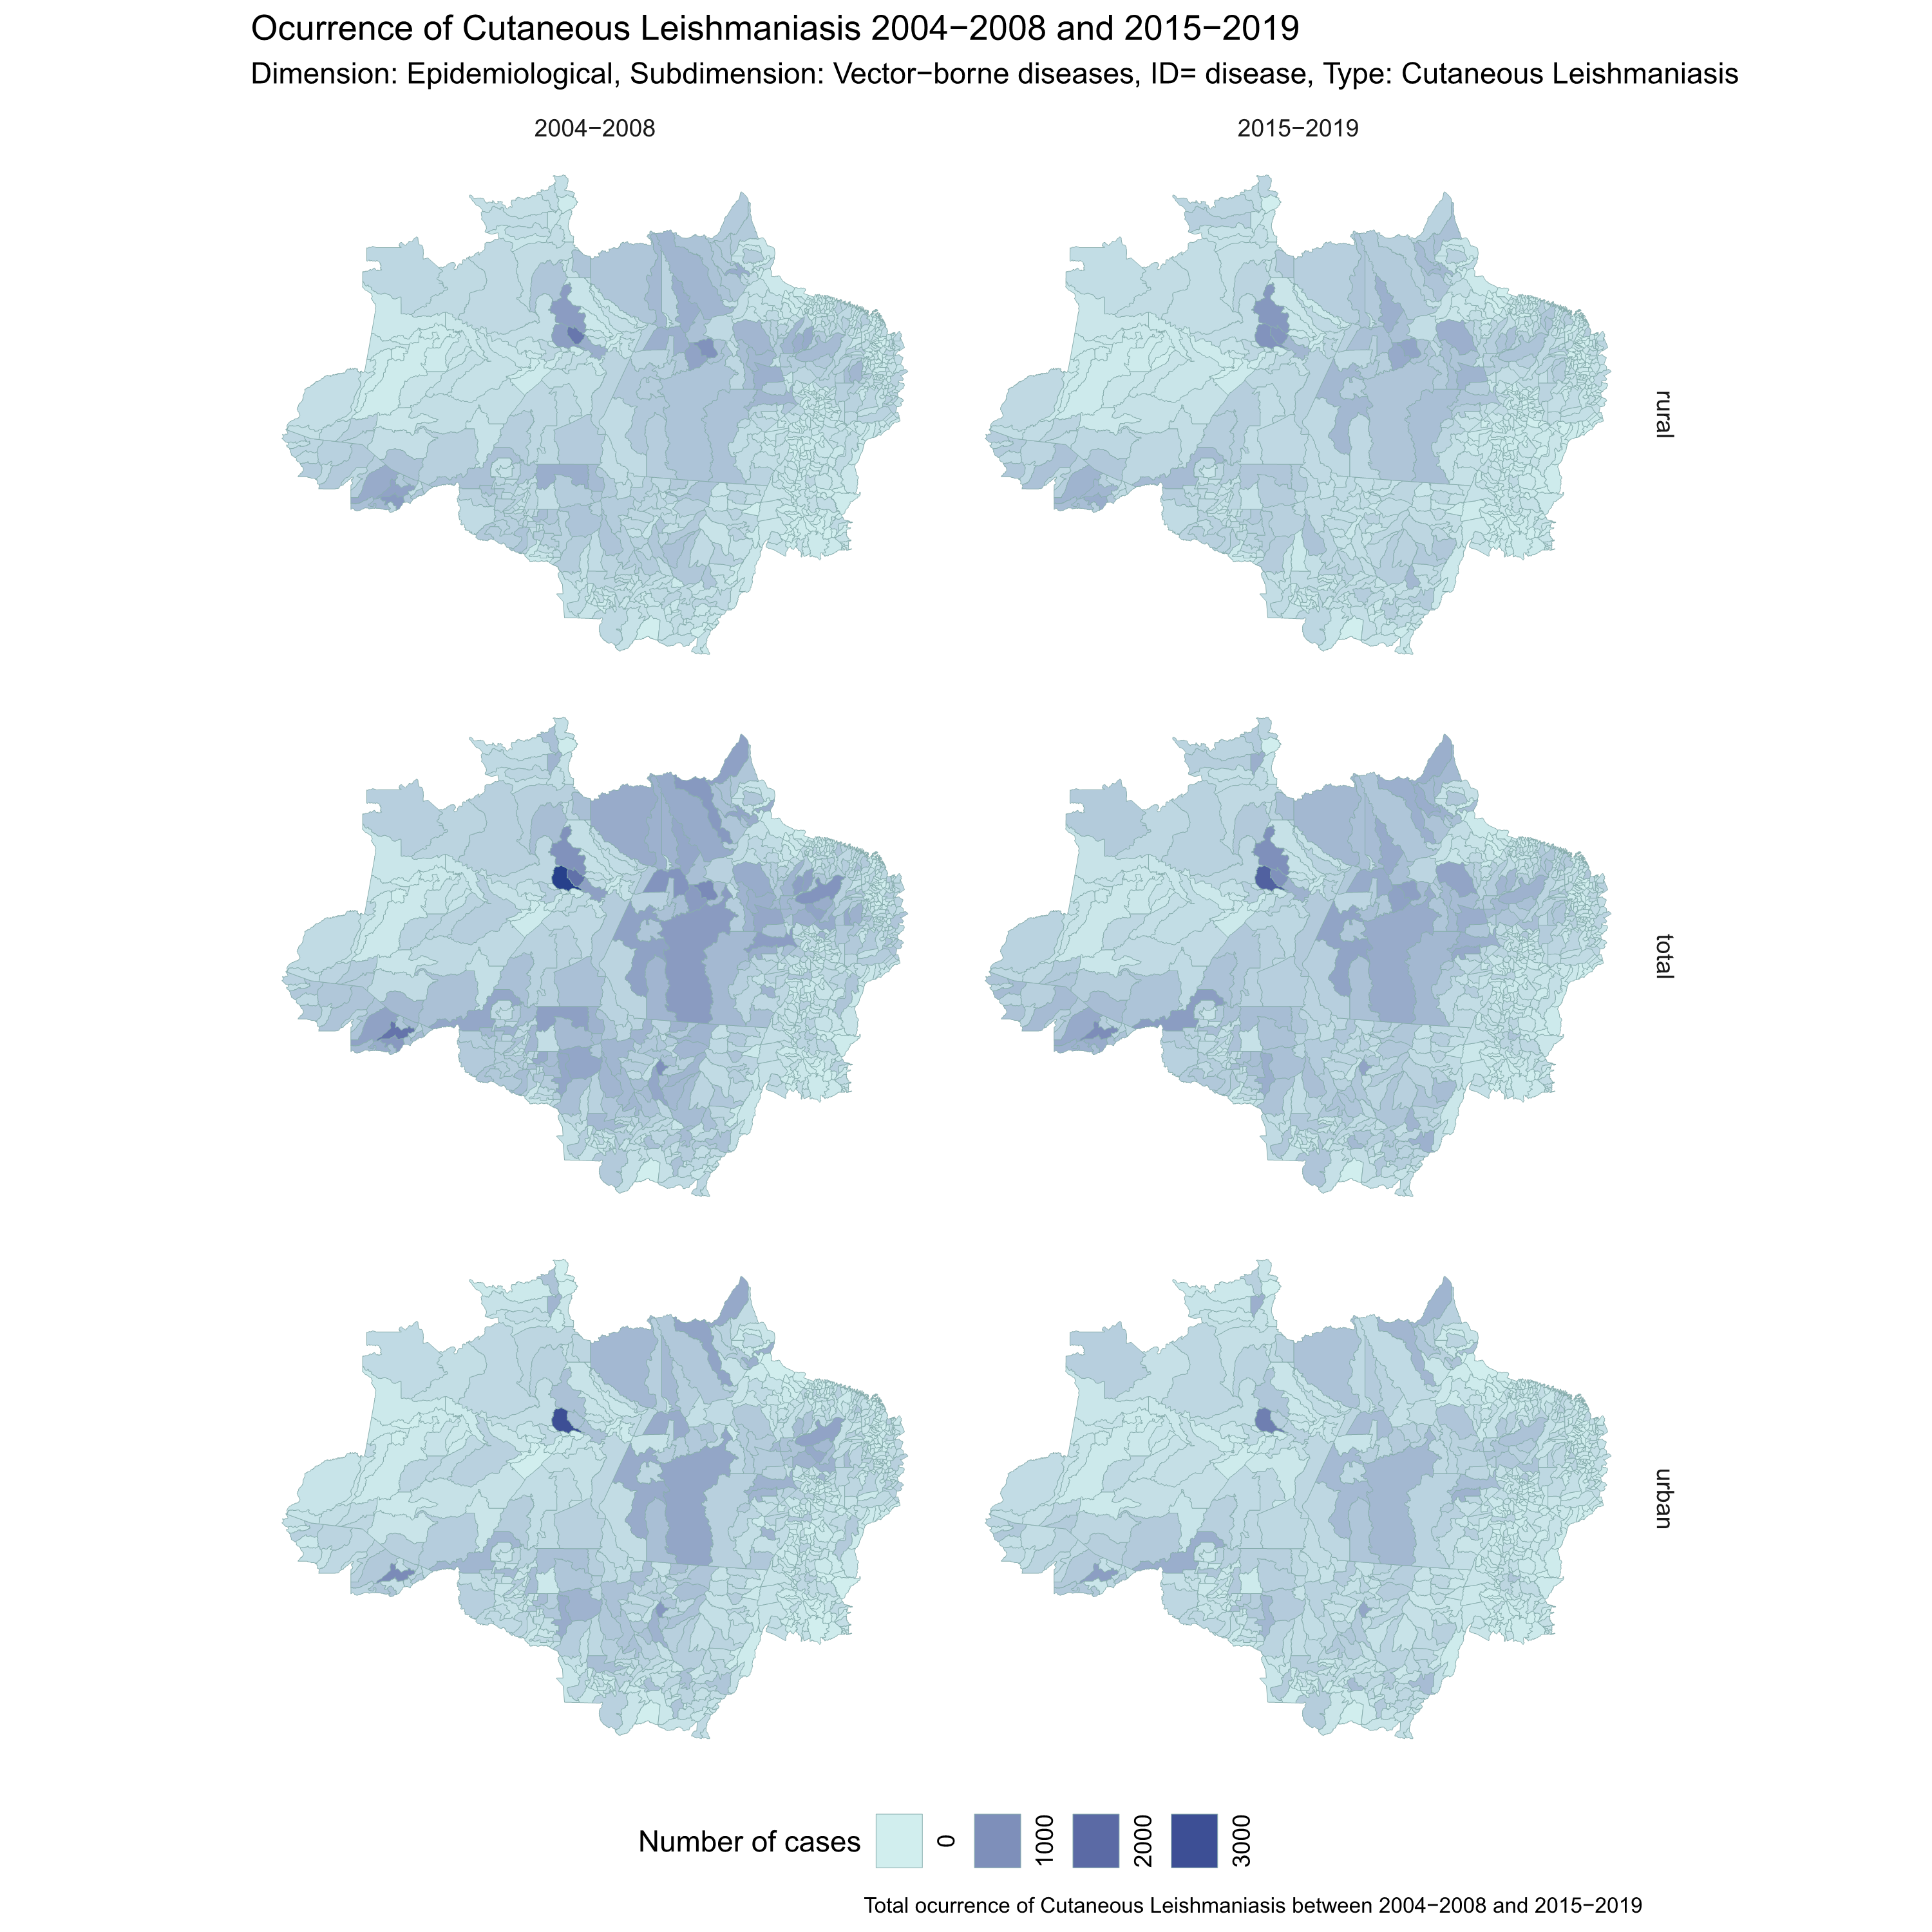 Ocurrence of Cutaneous Leishmaniasis 2004−2008 and 2015−2019
Dimension: Epidemiological, Subdimension: Vector−borne diseases, ID= disease, Type: Cutaneous Leishmaniasis
2004−2008 2015−2019
rural
total
urban
Number of cases 0 1000 2000 3000
Total ocurrence of Cutaneous Leishmaniasis between 2004−2008 and 2015−2019